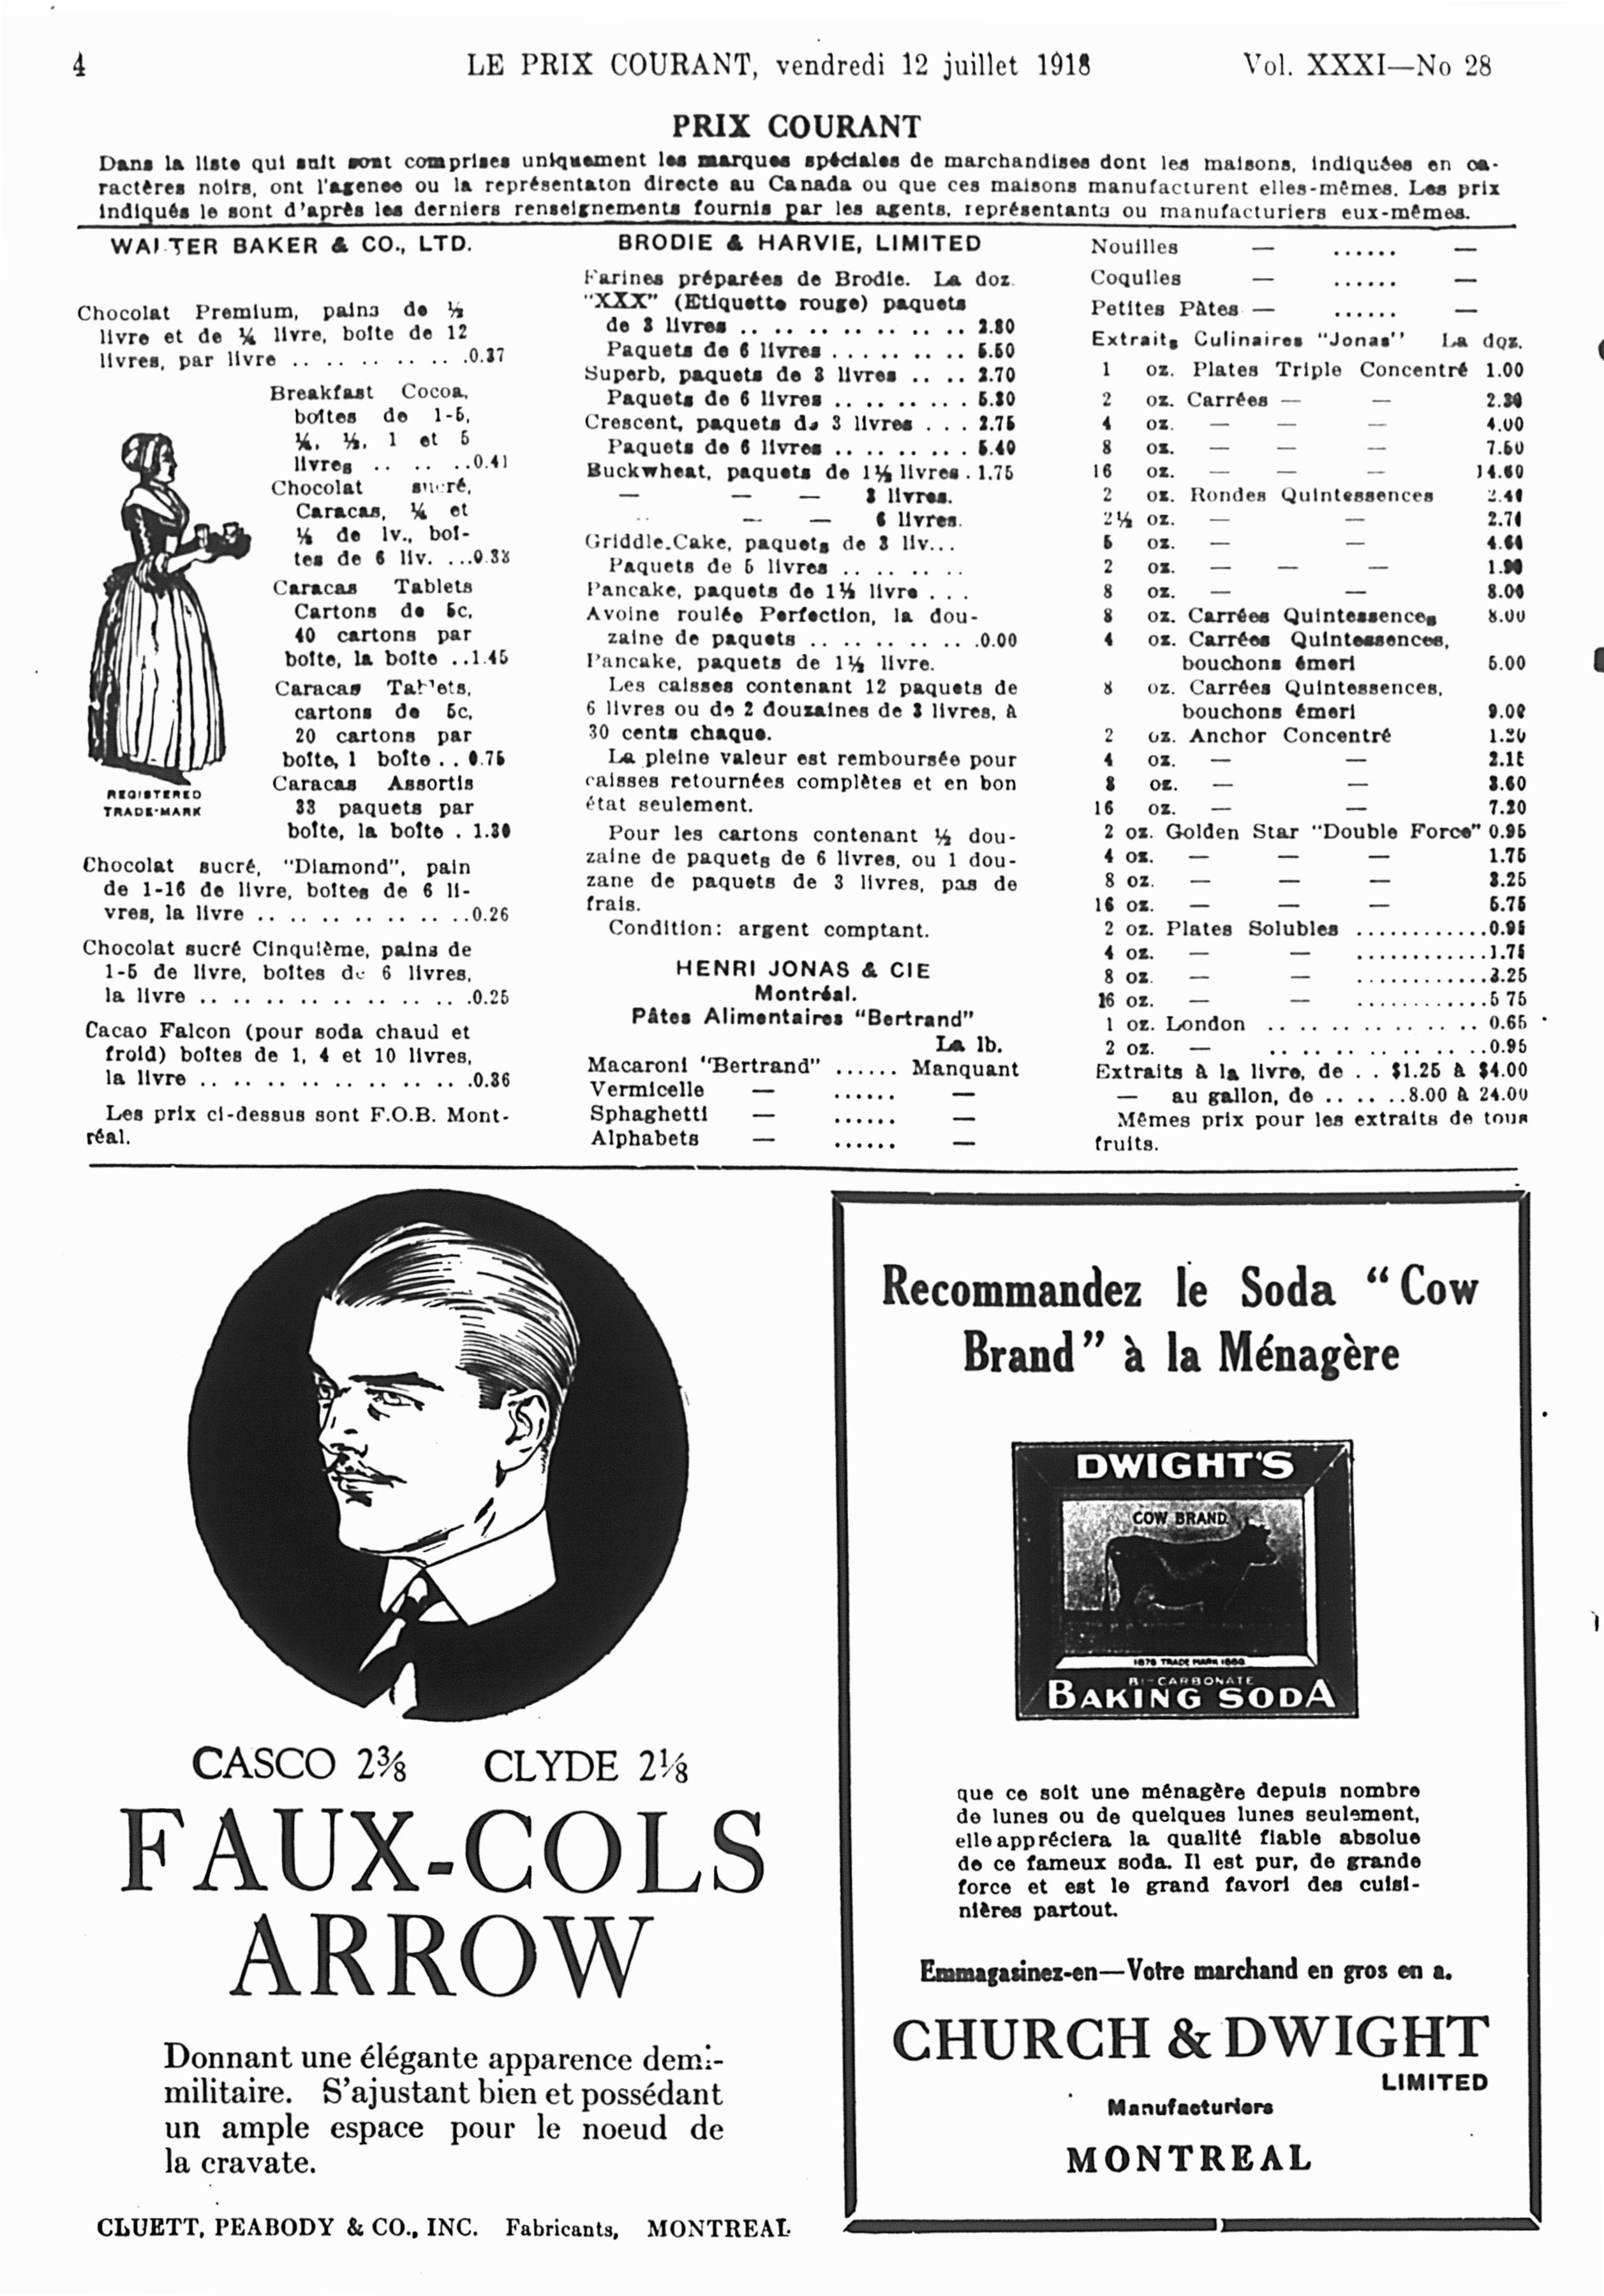 4
LE PRIX COURANT, vendredi 12 juillet 1918
Vol. XXXI—No 28
PRIX COURANT
Dans la liste qui suit sont comprises uniquement les marques spéciales de marchandises dont les maisons, indiquées en ca-
ractères noirs, ont l'agence ou la représentaton directe au Canada ou que ces maisons manufacturent elles-mêmes. Les prix
indiqués le sont d'après les derniers renseignements fournis par les agents, représentants ou manufacturiers eux-mêmes.
WALTER BAKER & CO., LTD.
Chocolat Premium, pains de ½
livre et de ¼ livre, boîte de 12
livres, par livre .. .. .. .. .. .0.37
Breakfast Cocoa,
boîtes de 1-5,
¼, ½, 1 et 5
livres .. .. ..0.41
Chocolat sucré,
Caracas, ¼ et
½ de lv., boî-
tes de 6 liv. ...0.38
Caracas Tablets
Cartons de 5c,
40 cartons par
boîte, la boîte ..1.45
Caracas Tablets,
cartons de 5c,
20 cartons par
boîte, 1 boîte .. 0.75
Caracas Assortis
33 paquets par
boîte, la boîte . 1.30
REGISTERED
TRADE-MARK
Chocolat sucré, "Diamond", pain
de 1-16 de livre, boîtes de 6 li-
vres, la livre .. .. .. .. .. .. ..0.26
Chocolat sucré Cinquième, pains de
1-5 de livre, boîtes de 6 livres,
la livre .. .. .. .. .. .. .. .. .0.25
Cacao Falcon (pour soda chaud et
froid) boîtes de 1, 4 et 10 livres,
la livre .. .. .. .. .. .. .. .. .0.36
Les prix ci-dessus sont F.O.B. Mont-
réal.
BRODIE & HARVIE, LIMITED
Farines préparées de Brodie. La doz.
"XXX" (Etiquette rouge) paquets
de 3 livres .. .. .. .. .. .. .. 2.80
Paquets de 6 livres .. .. .. .. .. 5.50
Superb, paquets de 3 livres .. .. 2.70
Paquets de 6 livres .. .. .. .. . 5.30
Crescent, paquets de 3 livres . .. 2.75
Paquets de 6 livres .. .. .. .. . 5.40
Buckwheat, paquets de 1½ livres . 1.75
— — — 3 livres.
— — 6 livres.
Griddle-Cake, paquets de 3 liv...
Paquets de 5 livres .. .. .. ..
Pancake, paquets de 1½ livre . . .
Avoine roulée Perfection, la dou-
zaine de paquets .. .. .. .. .. .0.00
Pancake, paquets de 1½ livre.
Les caisses contenant 12 paquets de
6 livres ou de 2 douzaines de 3 livres, à
30 cents chaque.
La pleine valeur est remboursée pour
caisses retournées complètes et en bon
état seulement.
Pour les cartons contenant ½ dou-
zaine de paquets de 6 livres, ou 1 dou-
zane de paquets de 3 livres, pas de
frais.
Condition: argent comptant.
HENRI JONAS & CIE
Montréal.
Pâtes Alimentaires "Bertrand"
La lb.
Macaroni "Bertrand" ...... Manquant
Vermicelle — ...... —
Sphaghetti — ...... —
Alphabets — ...... —
Nouilles — ...... —
Coquilles — ...... —
Petites Pâtes — ...... —
Extraits Culinaires "Jonas" La doz.
1 oz. Plates Triple Concentré 1.00
2 oz. Carrées — — 2.30
4 oz. — — — 4.00
8 oz. — — — 7.50
16 oz. — — — 14.60
2 oz. Rondes Quintessences
2½ oz. — —
5 oz. — —
2 oz. — — —
8 oz. — — 8.00
8 oz. Carrées Quintessences 8.00
4 oz. Carrées Quintessences,
bouchons émeri 5.00
8 oz. Carrées Quintessences,
bouchons émeri 9.00
2 oz. Anchor Concentré 1.20
4 oz. — — 2.15
8 oz. — — 3.60
16 oz. — — 7.20
2 oz. Golden Star "Double Force" 0.95
4 oz. — — — 1.75
8 oz. — — — 3.25
16 oz. — — — 5.75
2 oz. Plates Solubles ............0.95
4 oz. — — ............1.75
8 oz. — — ............3.25
16 oz. — — ............5 75
1 oz. London .. .. .. .. .. .. .. 0.65
2 oz. — .. .. .. .. .. .. ..0.95
Extraits à la livre, de . . $1.25 à $4.00
— au gallon, de .. .. ..8.00 à 24.00
Mêmes prix pour les extraits de tous
fruits.
CASCO 2⅜ CLYDE 2⅛
FAUX-COLS
ARROW
Donnant une élégante apparence demi-
militaire. S'ajustant bien et possédant
un ample espace pour le noeud de
la cravate.
CLUETT, PEABODY & CO., INC. Fabricants, MONTREAL
Recommandez le Soda "Cow
Brand" à la Ménagère
DWIGHT'S
COW BRAND
1876 TRADE MARK 1880
BI-CARBONATE
BAKING SODA
que ce soit une ménagère depuis nombre
de lunes ou de quelques lunes seulement,
elle appréciera la qualité fiable absolue
de ce fameux soda. Il est pur, de grande
force et est le grand favori des cuisi-
nières partout.
Emmagasinez-en—Votre marchand en gros en a.
CHURCH & DWIGHT
LIMITED
Manufacturiers
MONTREAL